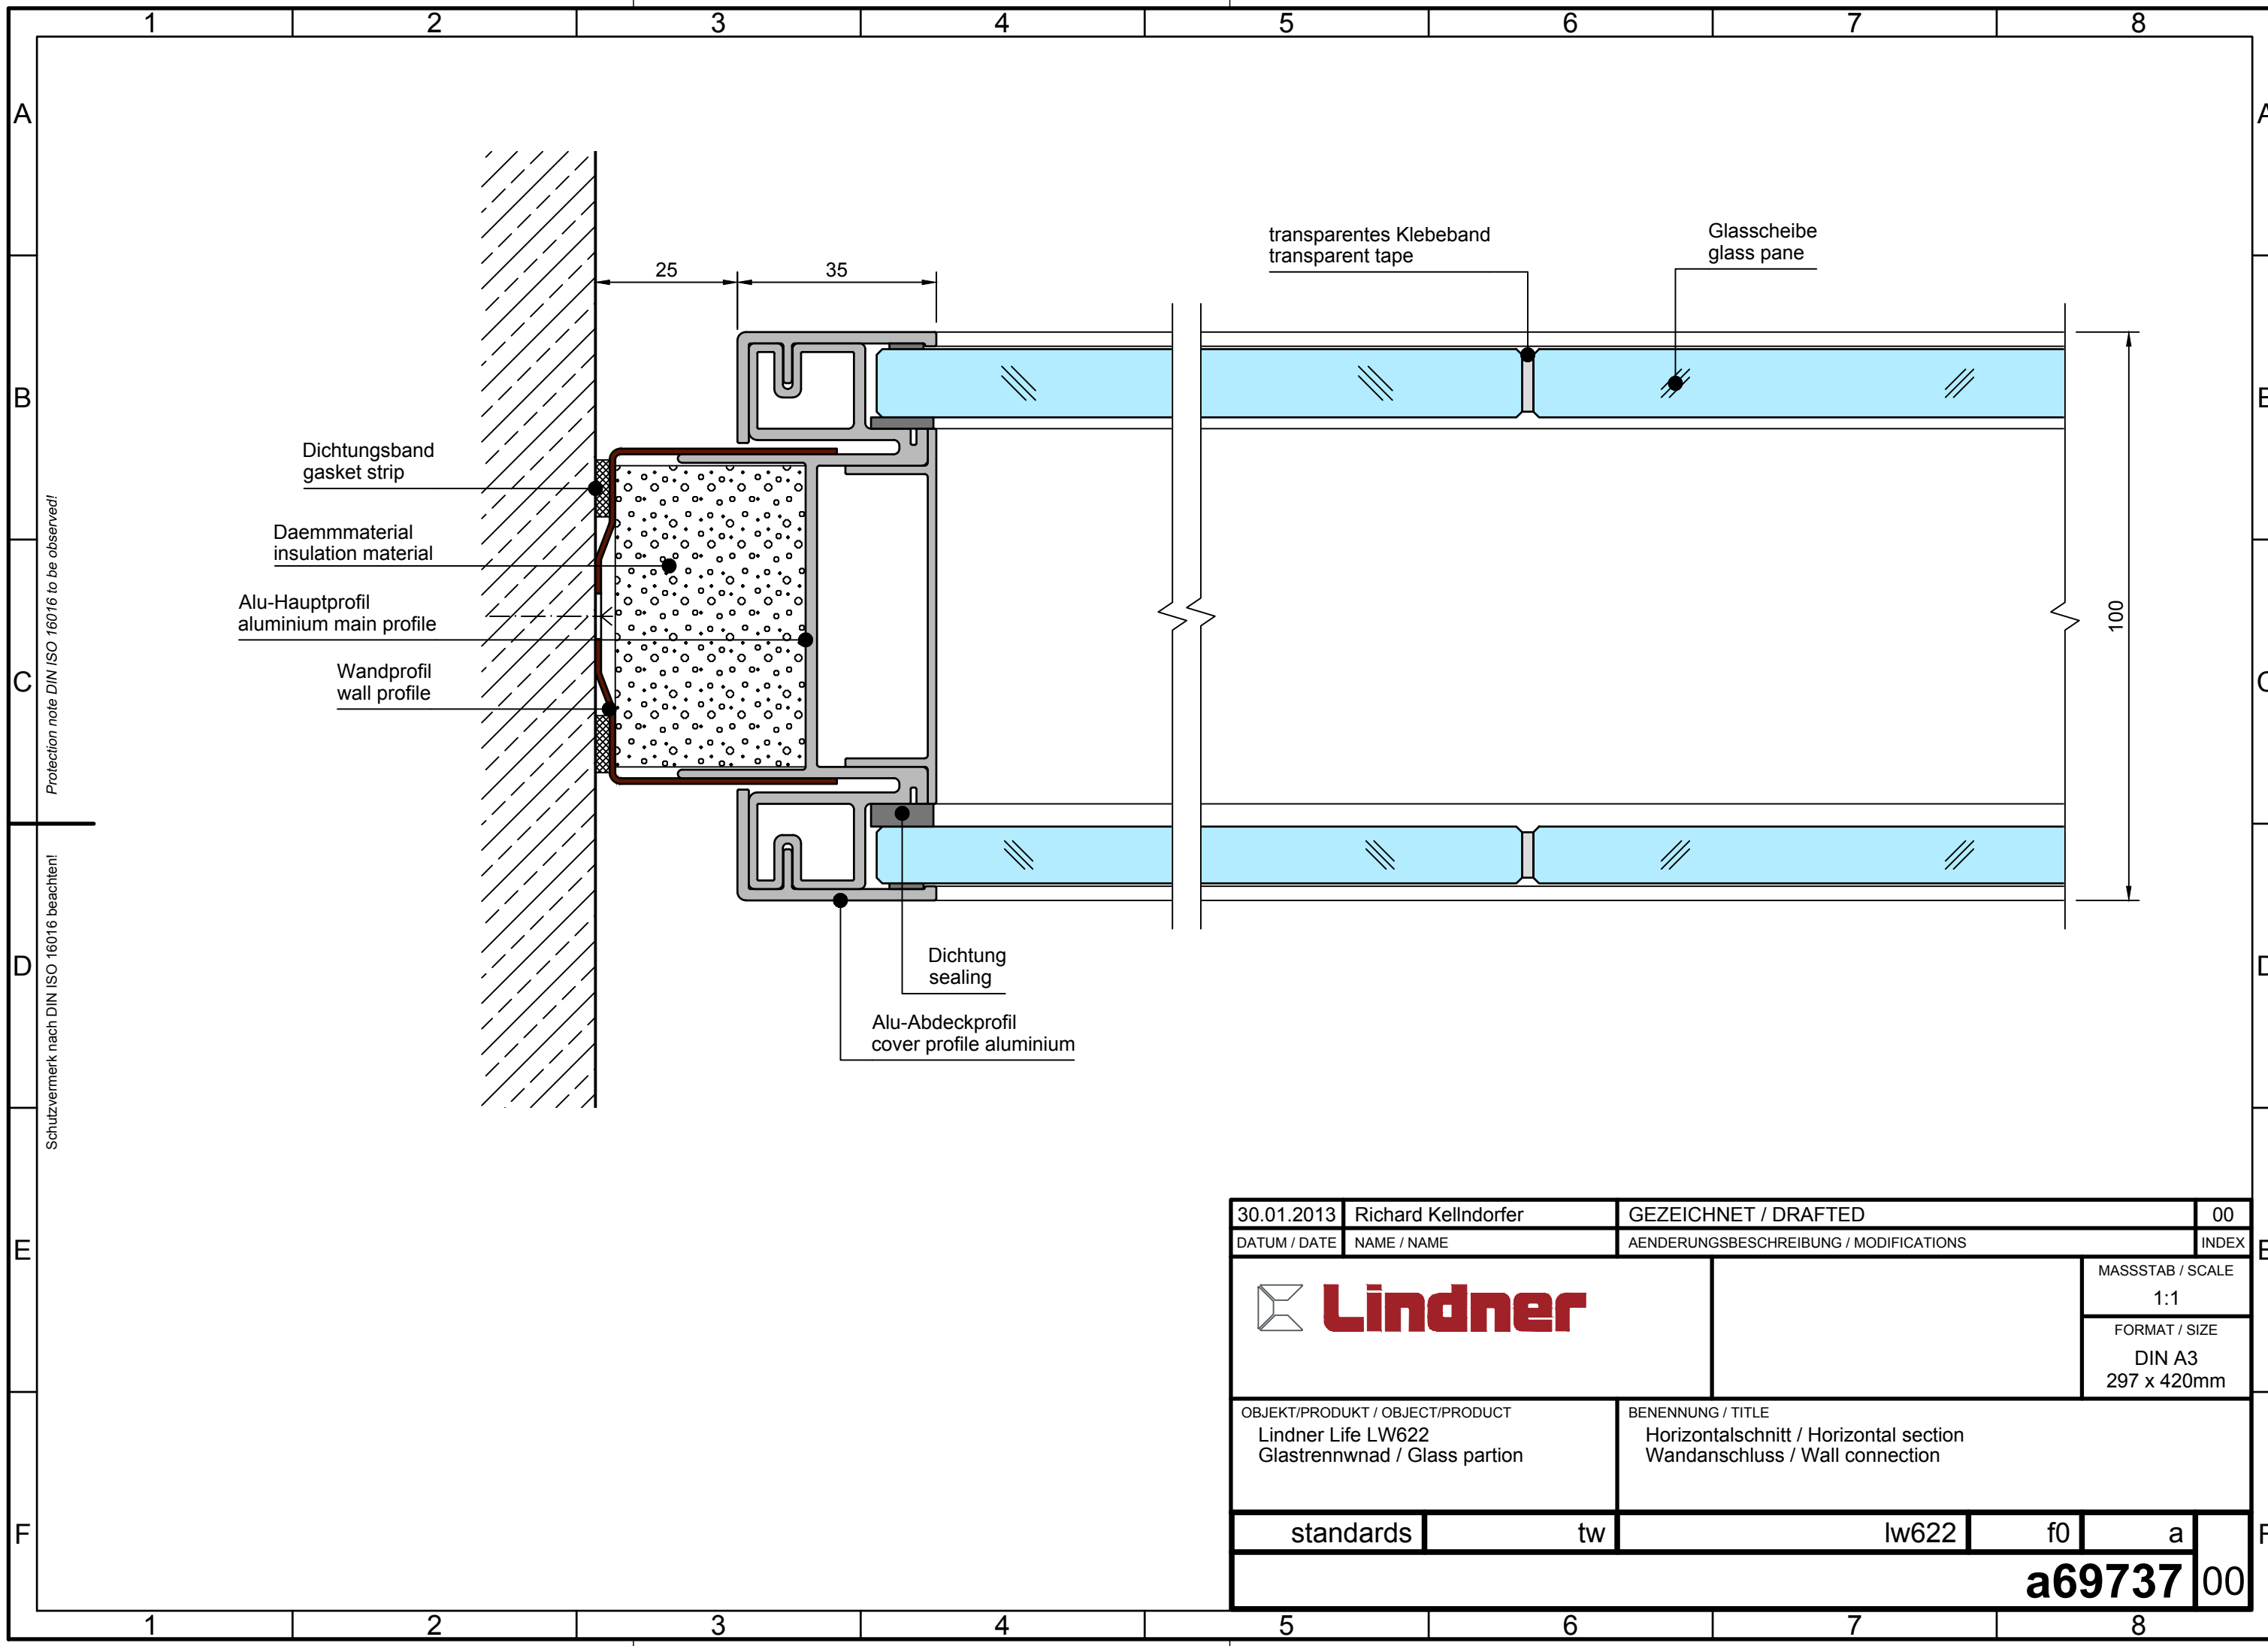 1 2 3 4 5 6 7 8
A A
transparentes Klebeband
transparent tape
Glasscheibe
glass pane
25 35
B B
Dichtungsband
gasket strip
Daemmmaterial
insulation material
Alu-Hauptprofil
aluminium main profile
100
Wandprofil
wall profile
C C
Protection note DIN ISO 16016 to be observed!
Schutzvermerk nach DIN ISO 16016 beachten!
D D
Dichtung
sealing
Alu-Abdeckprofil
cover profile aluminium
30.01.2013 Richard Kellndorfer GEZEICHNET / DRAFTED 00
DATUM / DATE NAME / NAME AENDERUNGSBESCHREIBUNG / MODIFICATIONS INDEX
E E
Lindner
MASSSTAB / SCALE
1:1
FORMAT / SIZE
DIN A3
297 x 420mm
OBJEKT/PRODUKT / OBJECT/PRODUCT
Lindner Life LW622
Glastrennwnad / Glass partion
BENENNUNG / TITLE
Horizontalschnitt / Horizontal section
Wandanschluss / Wall connection
F F
standards tw lw622 f0 a
a69737 00
1 2 3 4 5 6 7 8